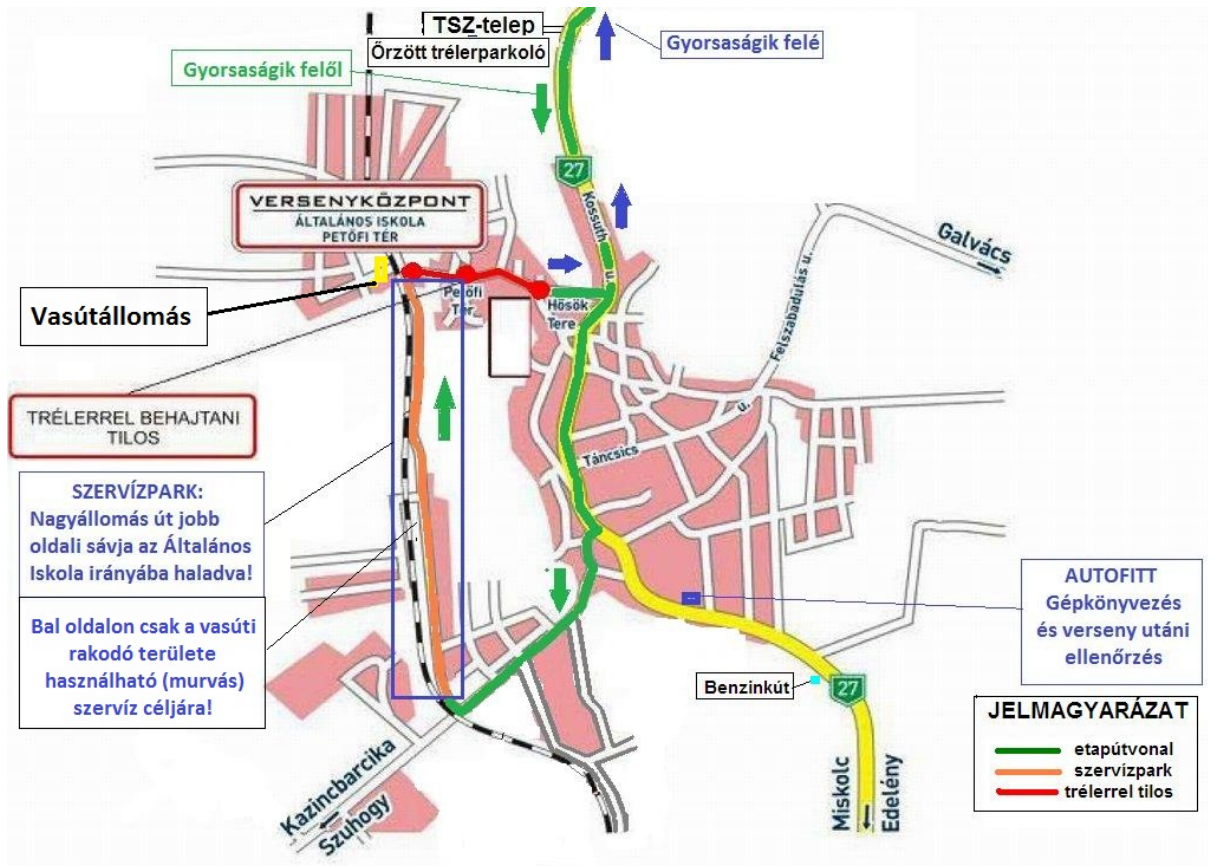 TSZ-telep
Őrzött trélerparkoló
Gyorsaságik felé
Gyorsaságik felől
27
Kossuth u.
VERSENYKÖZPONT
ÁLTALÁNOS ISKOLA
PETŐFI TÉR
Galvács
Vasútállomás
Petőfi
Tér
Hősök
Tere
Felszabadulás u.
TRÉLERREL BEHAJTANI
TILOS
Táncsics
u.
SZERVÍZPARK:
Nagyállomás út jobb
oldali sávja az Általános
Iskola irányába haladva!
Bal oldalon csak a vasúti
rakodó területe
használható (murvás)
szervíz céljára!
AUTOFITT
Gépkönyvezés
és verseny utáni
ellenőrzés
Benzinkút
27
JELMAGYARÁZAT
etapútvonal
szervízpark
trélerrel tilos
Kazincbarcika
Szuhogy
Miskolc
Edelény